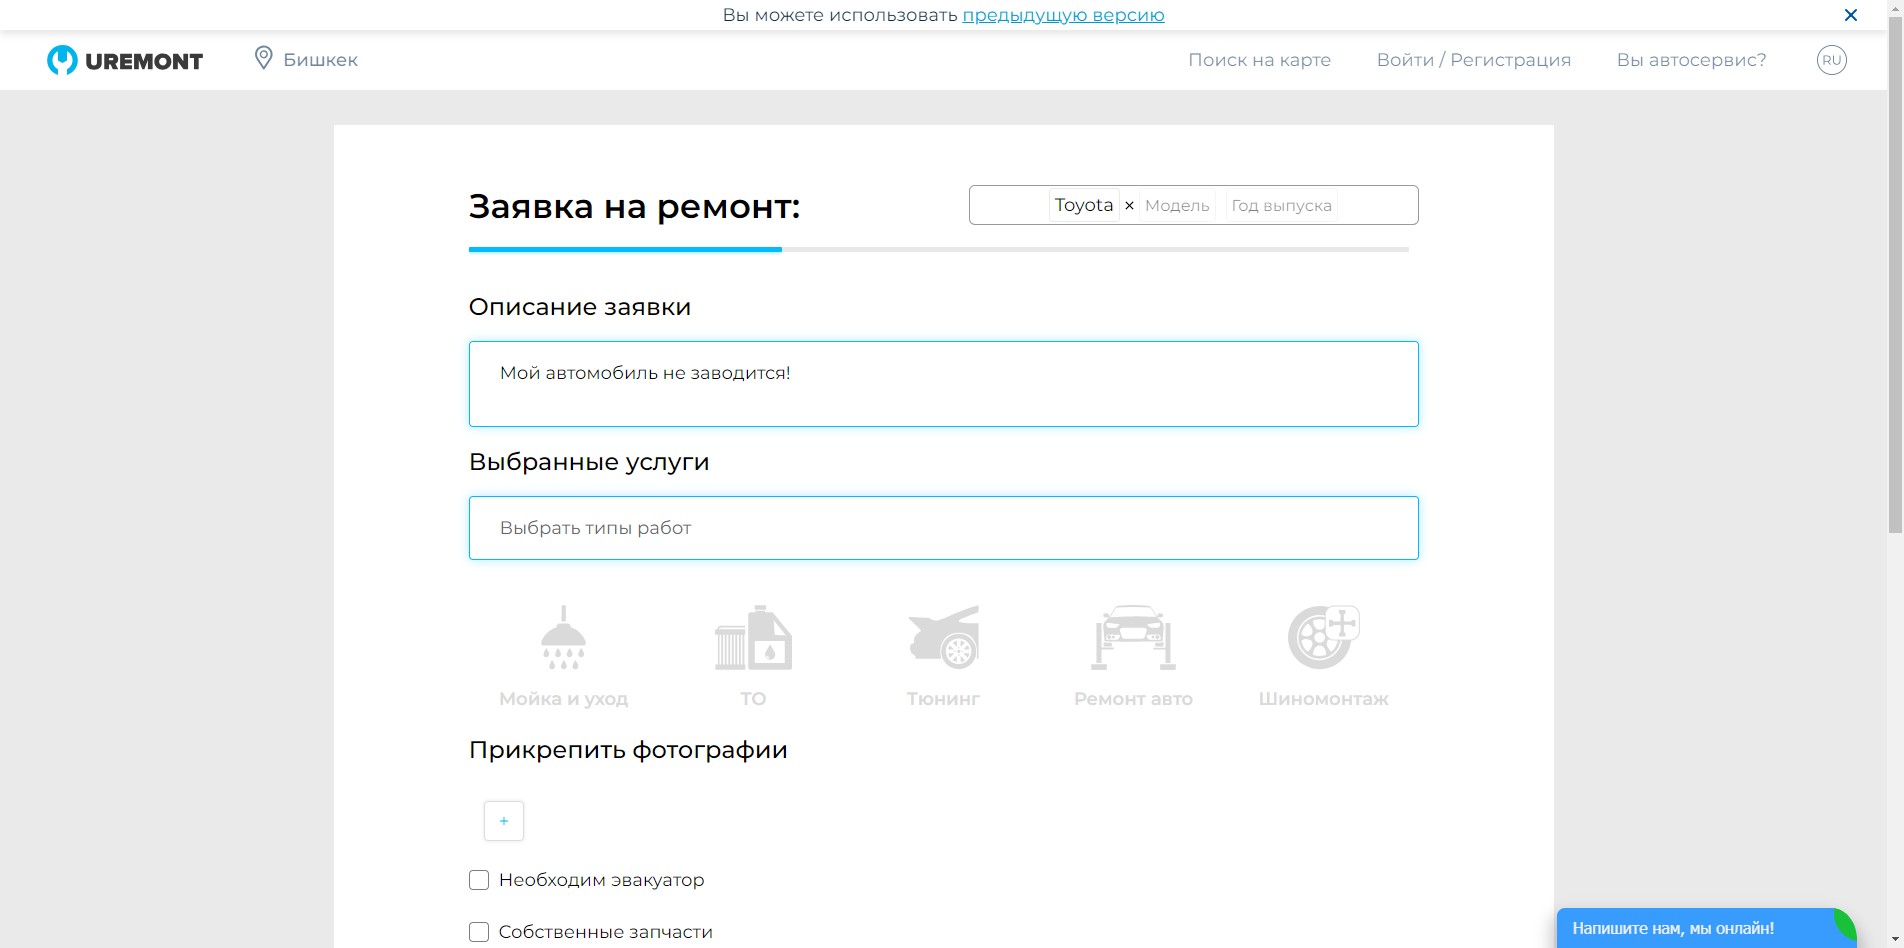 Вы можете использовать предыдущую версию
UREMONT
Бишкек
Поиск на карте
Войти / Регистрация
Вы автосервис?
RU
Заявка на ремонт:
Toyota × Модель Год выпуска
Описание заявки
Мой автомобиль не заводится!
Выбранные услуги
Выбрать типы работ
Мойка и уход
ТО
Тюнинг
Ремонт авто
Шиномонтаж
Прикрепить фотографии
+
Необходим эвакуатор
Собственные запчасти
Напишите нам, мы онлайн!